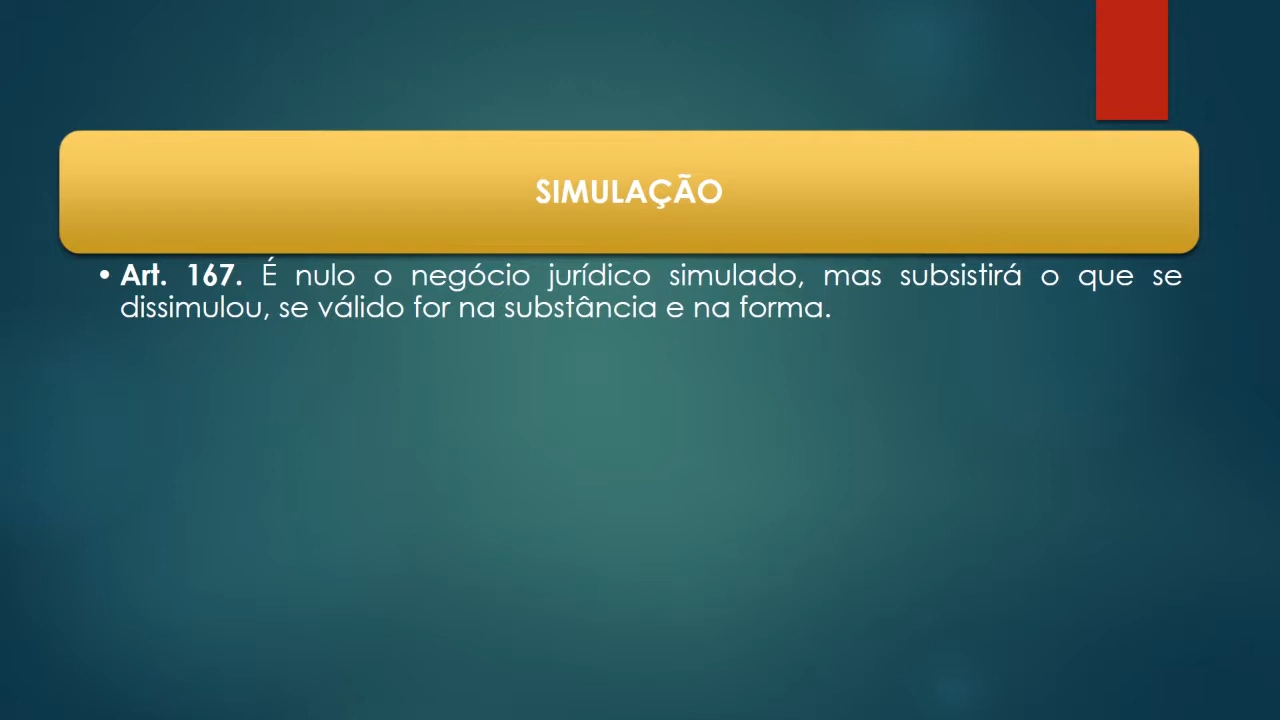 SIMULAÇÃO
• Art. 167. É nulo o negócio jurídico simulado, mas subsistirá o que se
dissimulou, se válido for na substância e na forma.